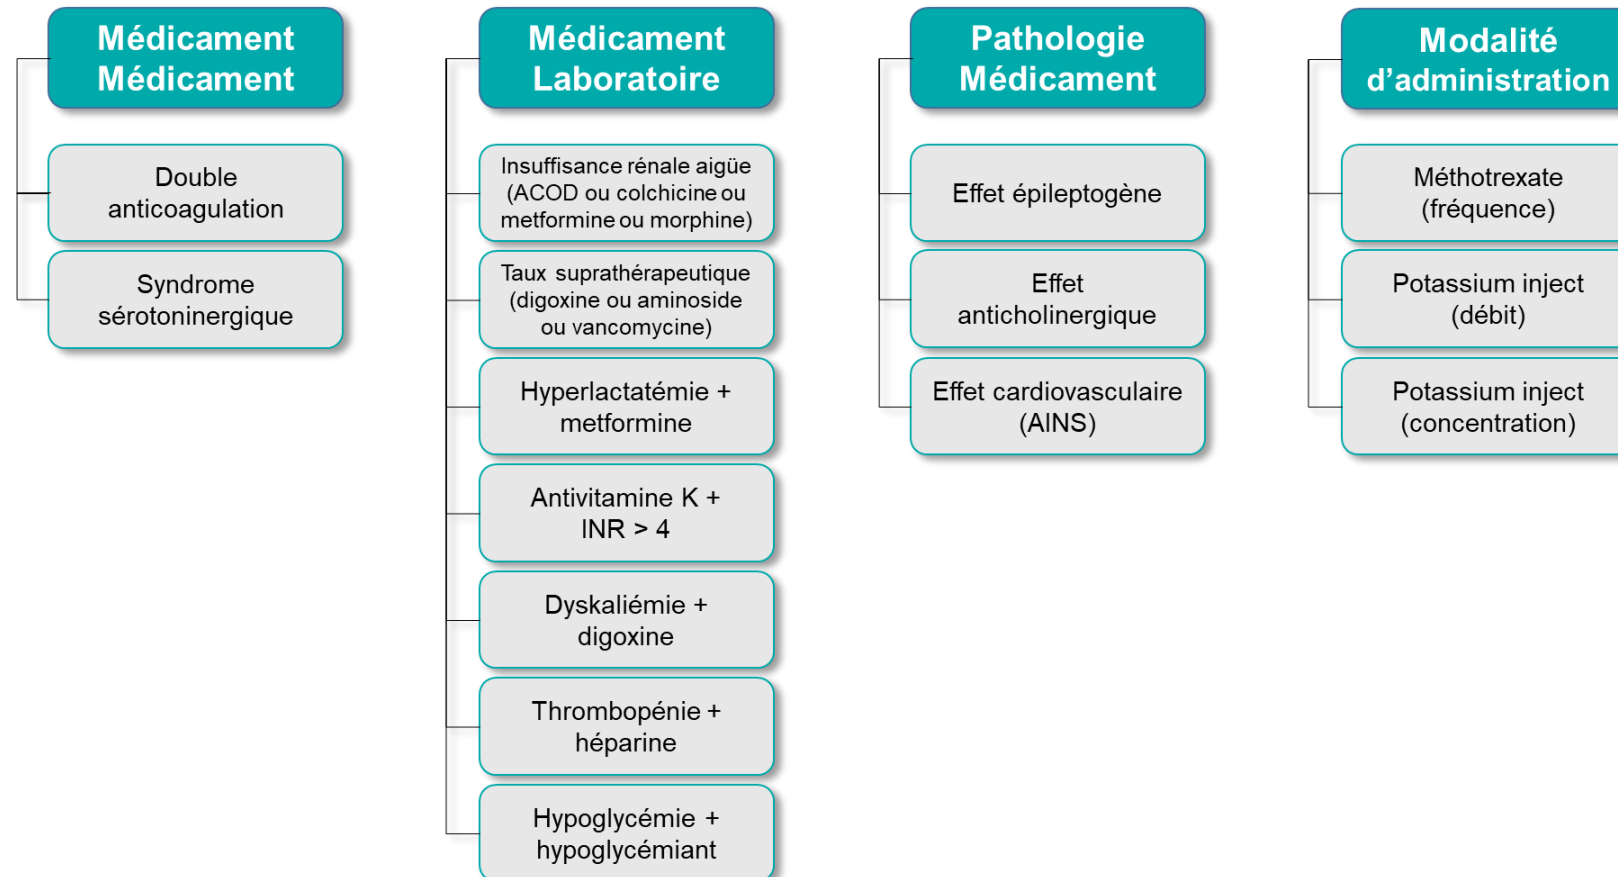 Médicament
Médicament
Double
anticoagulation
Syndrome
sérotoninergique
Médicament
Laboratoire
Insuffisance rénale aigüe
(ACOD ou colchicine ou
metformine ou morphine)
Taux suprathérapeutique
(digoxine ou aminoside
ou vancomycine)
Hyperlactatémie +
metformine
Antivitamine K +
INR > 4
Dyskaliémie +
digoxine
Thrombopénie +
héparine
Hypoglycémie +
hypoglycémiant
Pathologie
Médicament
Effet épileptogène
Effet
anticholinergique
Effet cardiovasculaire
(AINS)
Modalité
d’administration
Méthotrexate
(fréquence)
Potassium inject
(débit)
Potassium inject
(concentration)